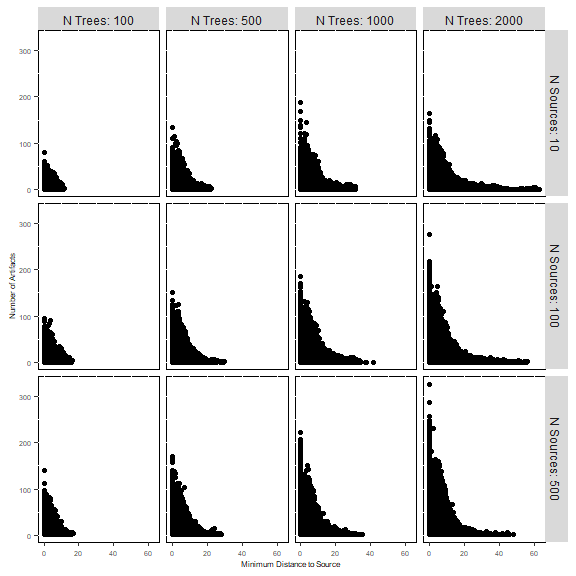 N Trees: 100 N Trees: 500 N Trees: 1000 N Trees: 2000
300
200
100
0
N Sources: 10
300
200
100
0
N Sources: 100
300
200
100
0
N Sources: 500
Number of Artifacts
0 20 40 60 0 20 40 60 0 20 40 60 0 20 40 60
Minimum Distance to Source